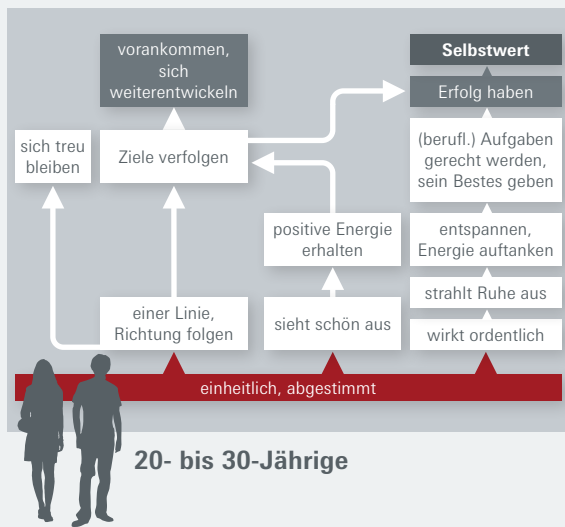 vorankommen,
sich
weiterentwickeln
Selbstwert
Erfolg haben
sich treu
bleiben
Ziele verfolgen
(berufl.) Aufgaben
gerecht werden,
sein Bestes geben
positive Energie
erhalten
entspannen,
Energie auftanken
einer Linie,
Richtung folgen
sieht schön aus
strahlt Ruhe aus
wirkt ordentlich
einheitlich, abgestimmt
20- bis 30-Jährige